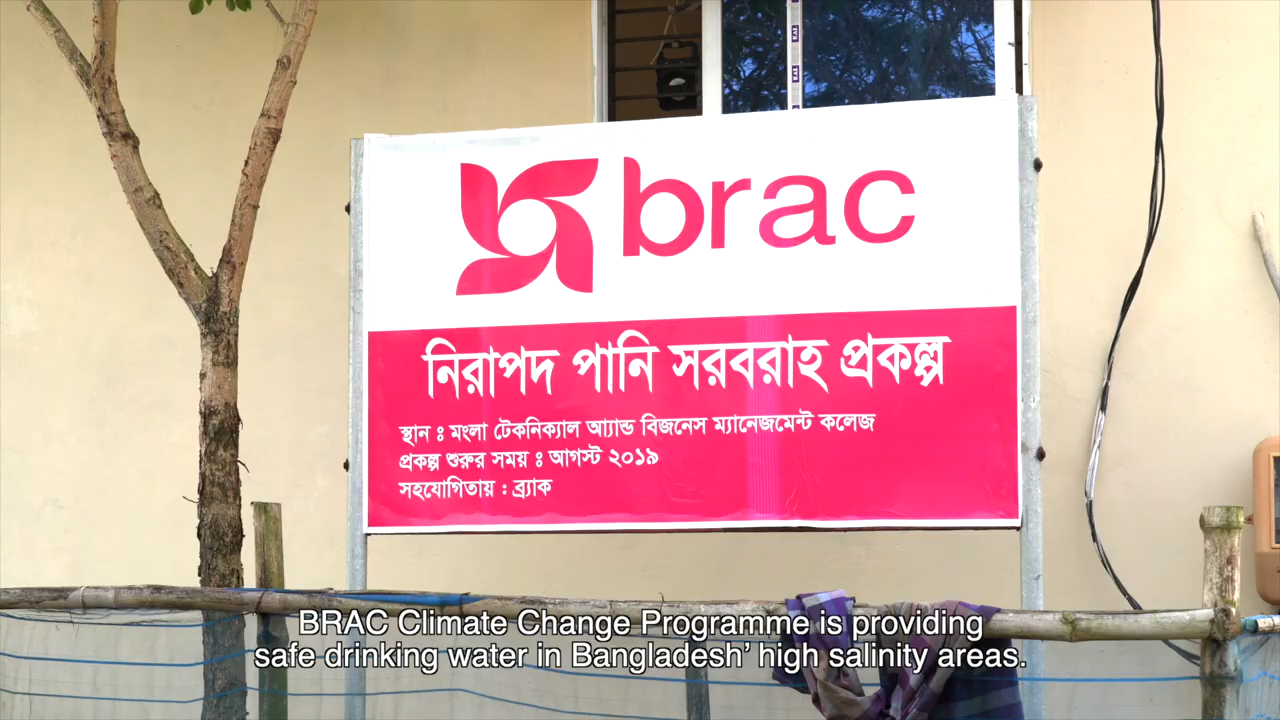 brac
নিরাপদ পানি সরবরাহ প্রকল্প
স্থান ঃ মংলা টেকনিক্যাল আ্যান্ড বিজনেস ম্যানেজমেন্ট কলেজ
প্রকল্প শুরুর সময় ঃ আগস্ট ২০১৯
সহযোগিতায় : ব্র্যাক
BRAC Climate Change Programme is providing
safe drinking water in Bangladesh’ high salinity areas.